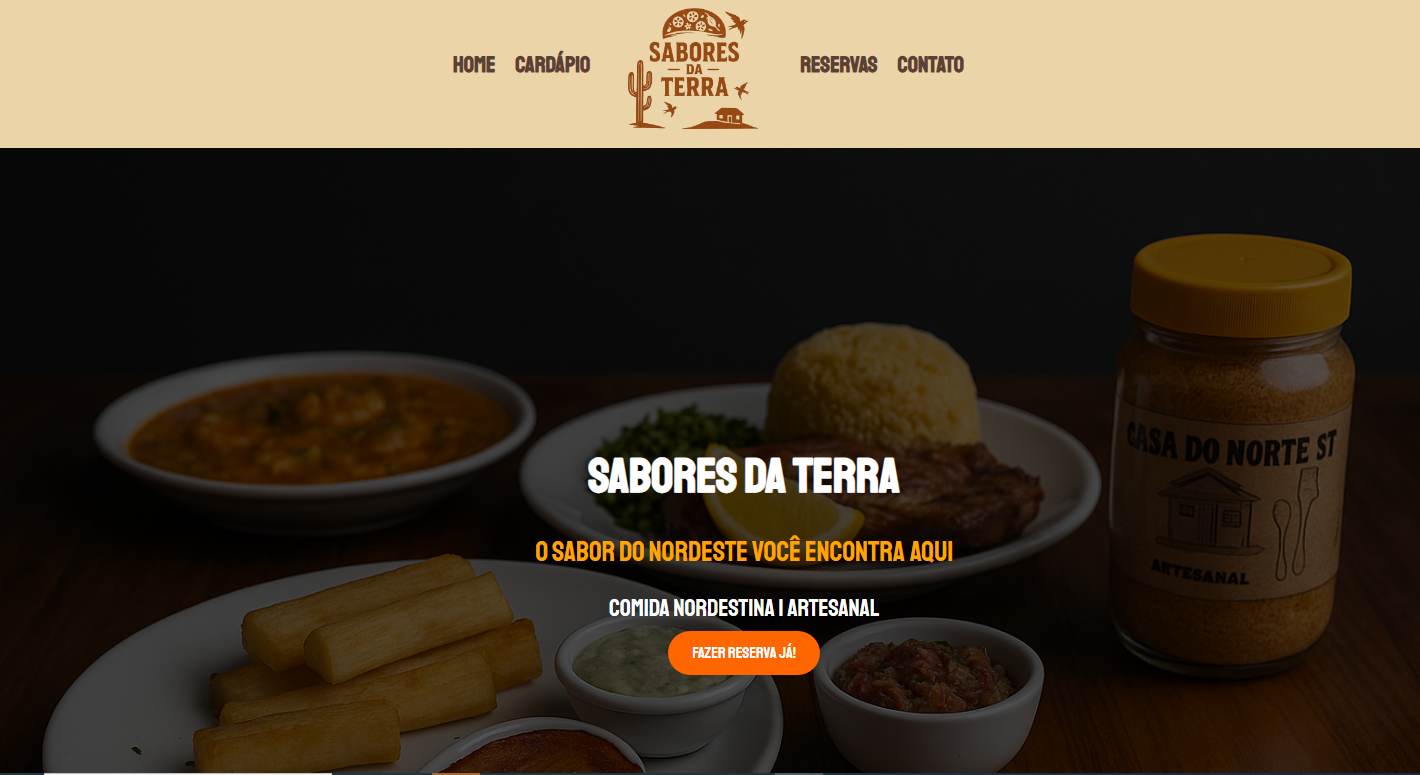 HOME CARDÁPIO RESERVAS CONTATO
SABORES
DA
TERRA
SABORES DA TERRA
O SABOR DO NORDESTE VOCÊ ENCONTRA AQUI
COMIDA NORDESTINA | ARTESANAL
FAZER RESERVA JÁ!
CASA DO NORTE ST
ARTESANAL